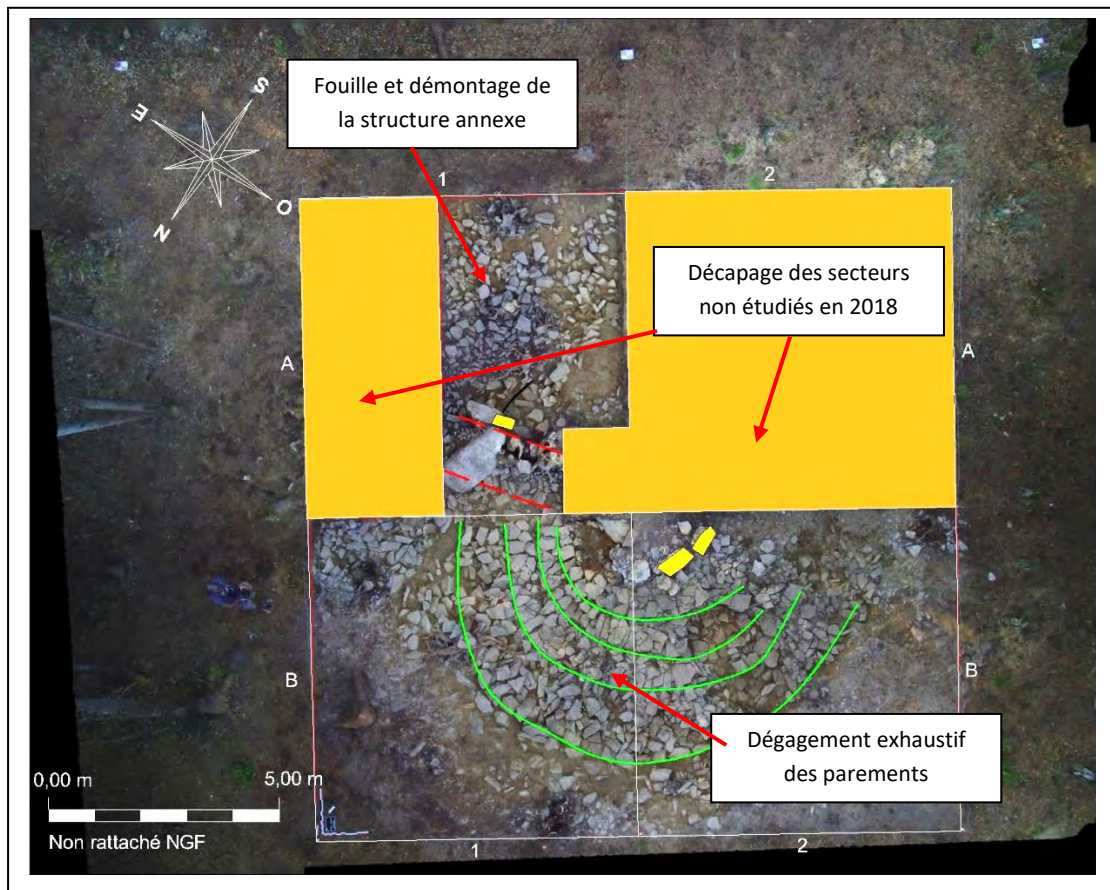 Fouille et démontage de
la structure annexe
S
E
O
N
1
2
Décapage des secteurs
non étudiés en 2018
A
A
B
B
Dégagement exhaustif
des parements
0,00 m
5,00 m
Non rattaché NGF
1
2